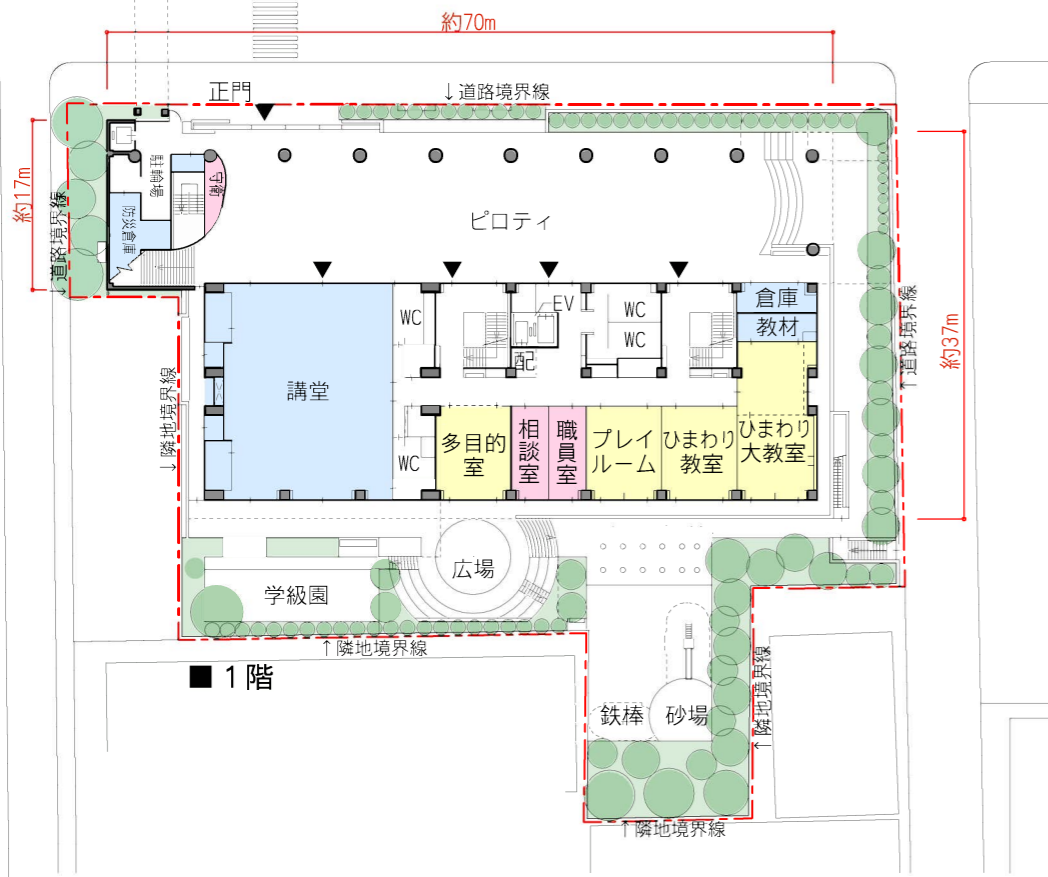 約70m
正門
↓道路境界線
約17m
駐輪場
守衛
防災倉庫
↓道路境界線
ピロティ
約37m
↑道路境界線
倉庫
教材
EV
WC
WC
WC
配
講堂
↓隣地境界線
WC
多目的
室
相
談
室
職
員
室
プレイ
ルーム
ひまわり
教室
ひまわり
大教室
広場
学級園
↑隣地境界線
■ 1階
鉄棒
砂場
↑隣地境界線
↑隣地境界線